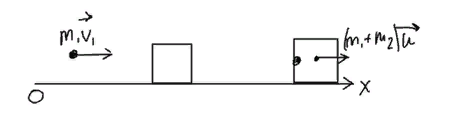 m₁v⃗₁
(m₁+m₂)u⃗
O
x